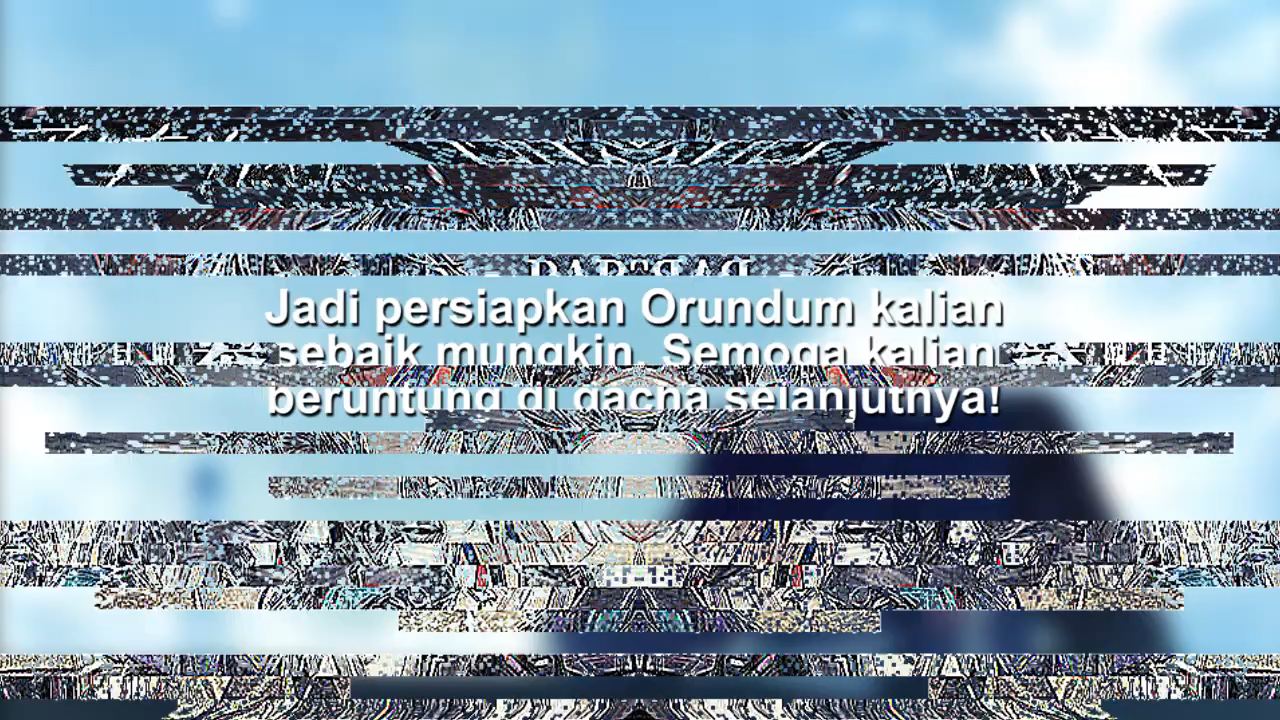 Jadi persiapkan Orundum kalian
sebaik mungkin. Semoga kalian
beruntung di gacha selanjutnya!